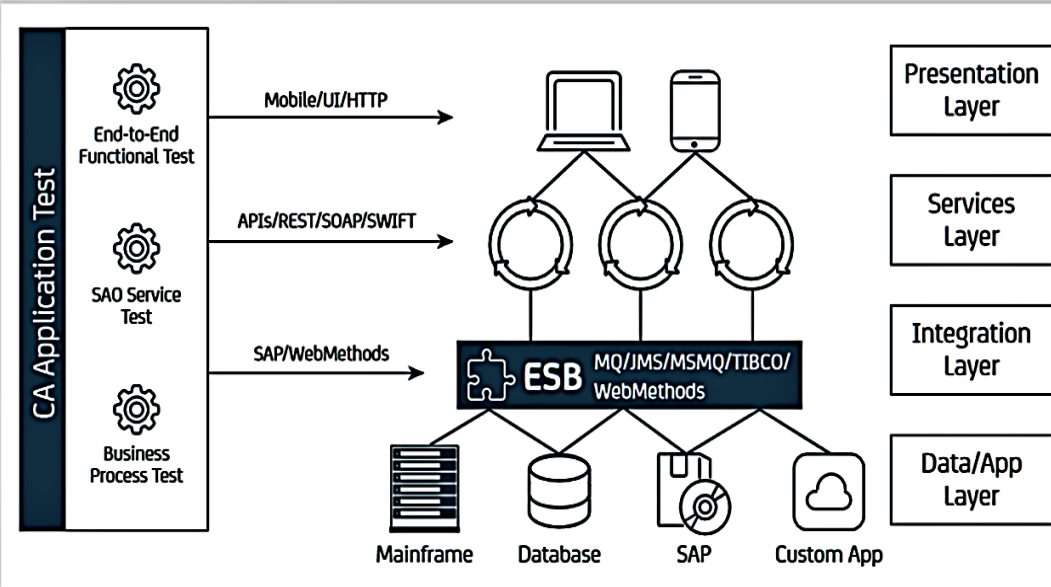 CA Application Test
End-to-End
Functional Test
SAO Service
Test
Business
Process Test
Mobile/UI/HTTP
APIs/REST/SOAP/SWIFT
SAP/WebMethods
ESB
MQ/JMS/MSMQ/TIBCO/
WebMethods
Mainframe
Database
SAP
Custom App
Presentation
Layer
Services
Layer
Integration
Layer
Data/App
Layer